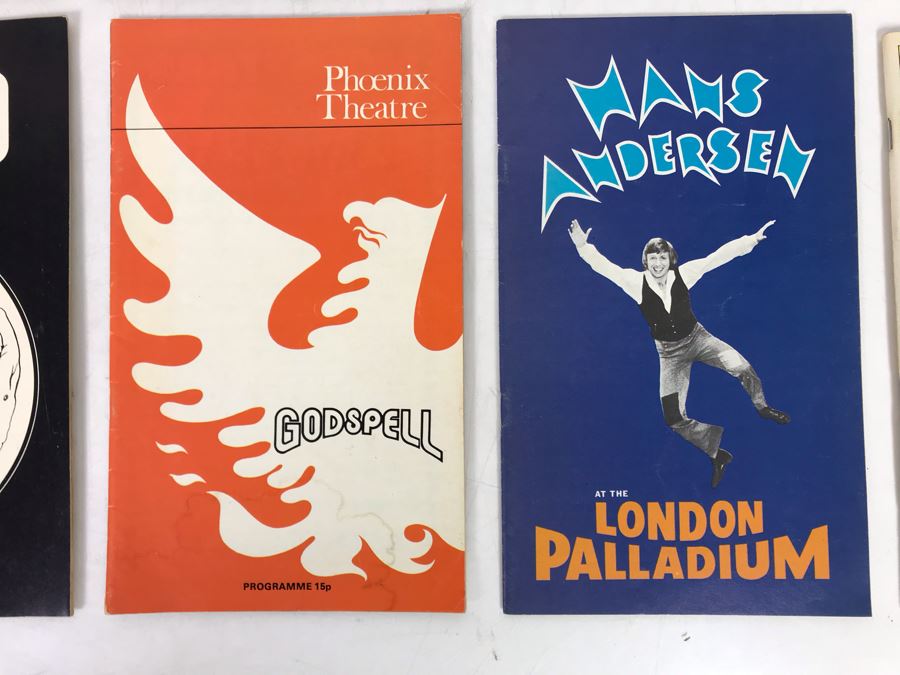 Phœnix
Theatre
GODSPELL
PROGRAMME 15p
HANS
ANDERSEN
AT THE
LONDON
PALLADIUM